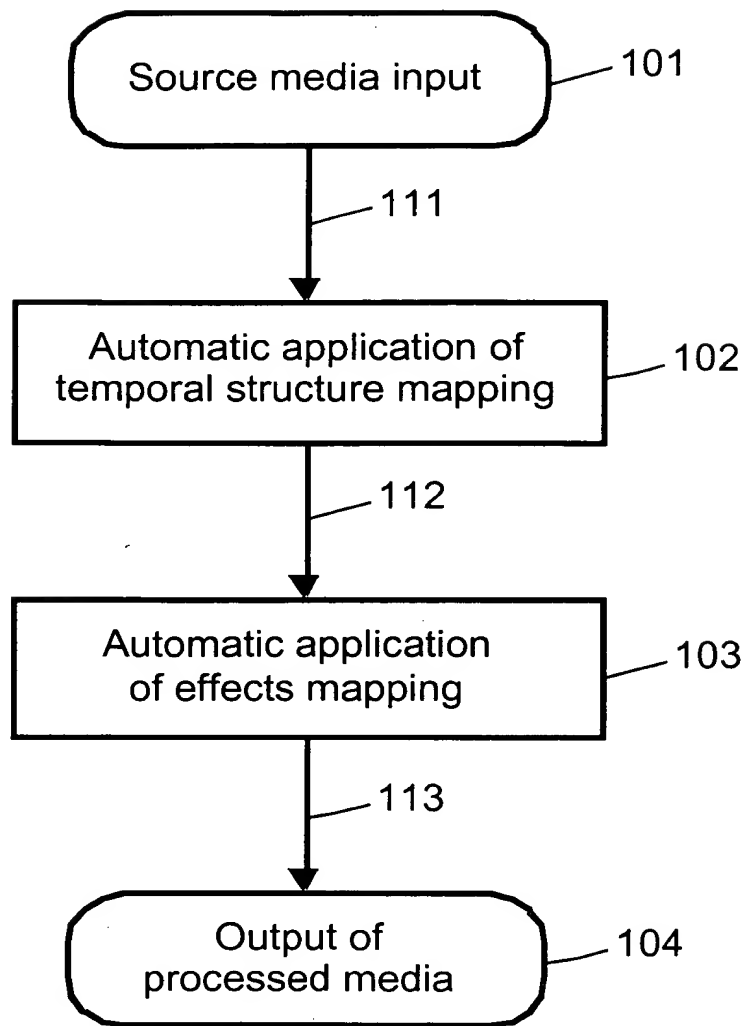 Source media input
101
111
Automatic application of
temporal structure mapping
102
112
Automatic application
of effects mapping
103
113
Output of
processed media
104